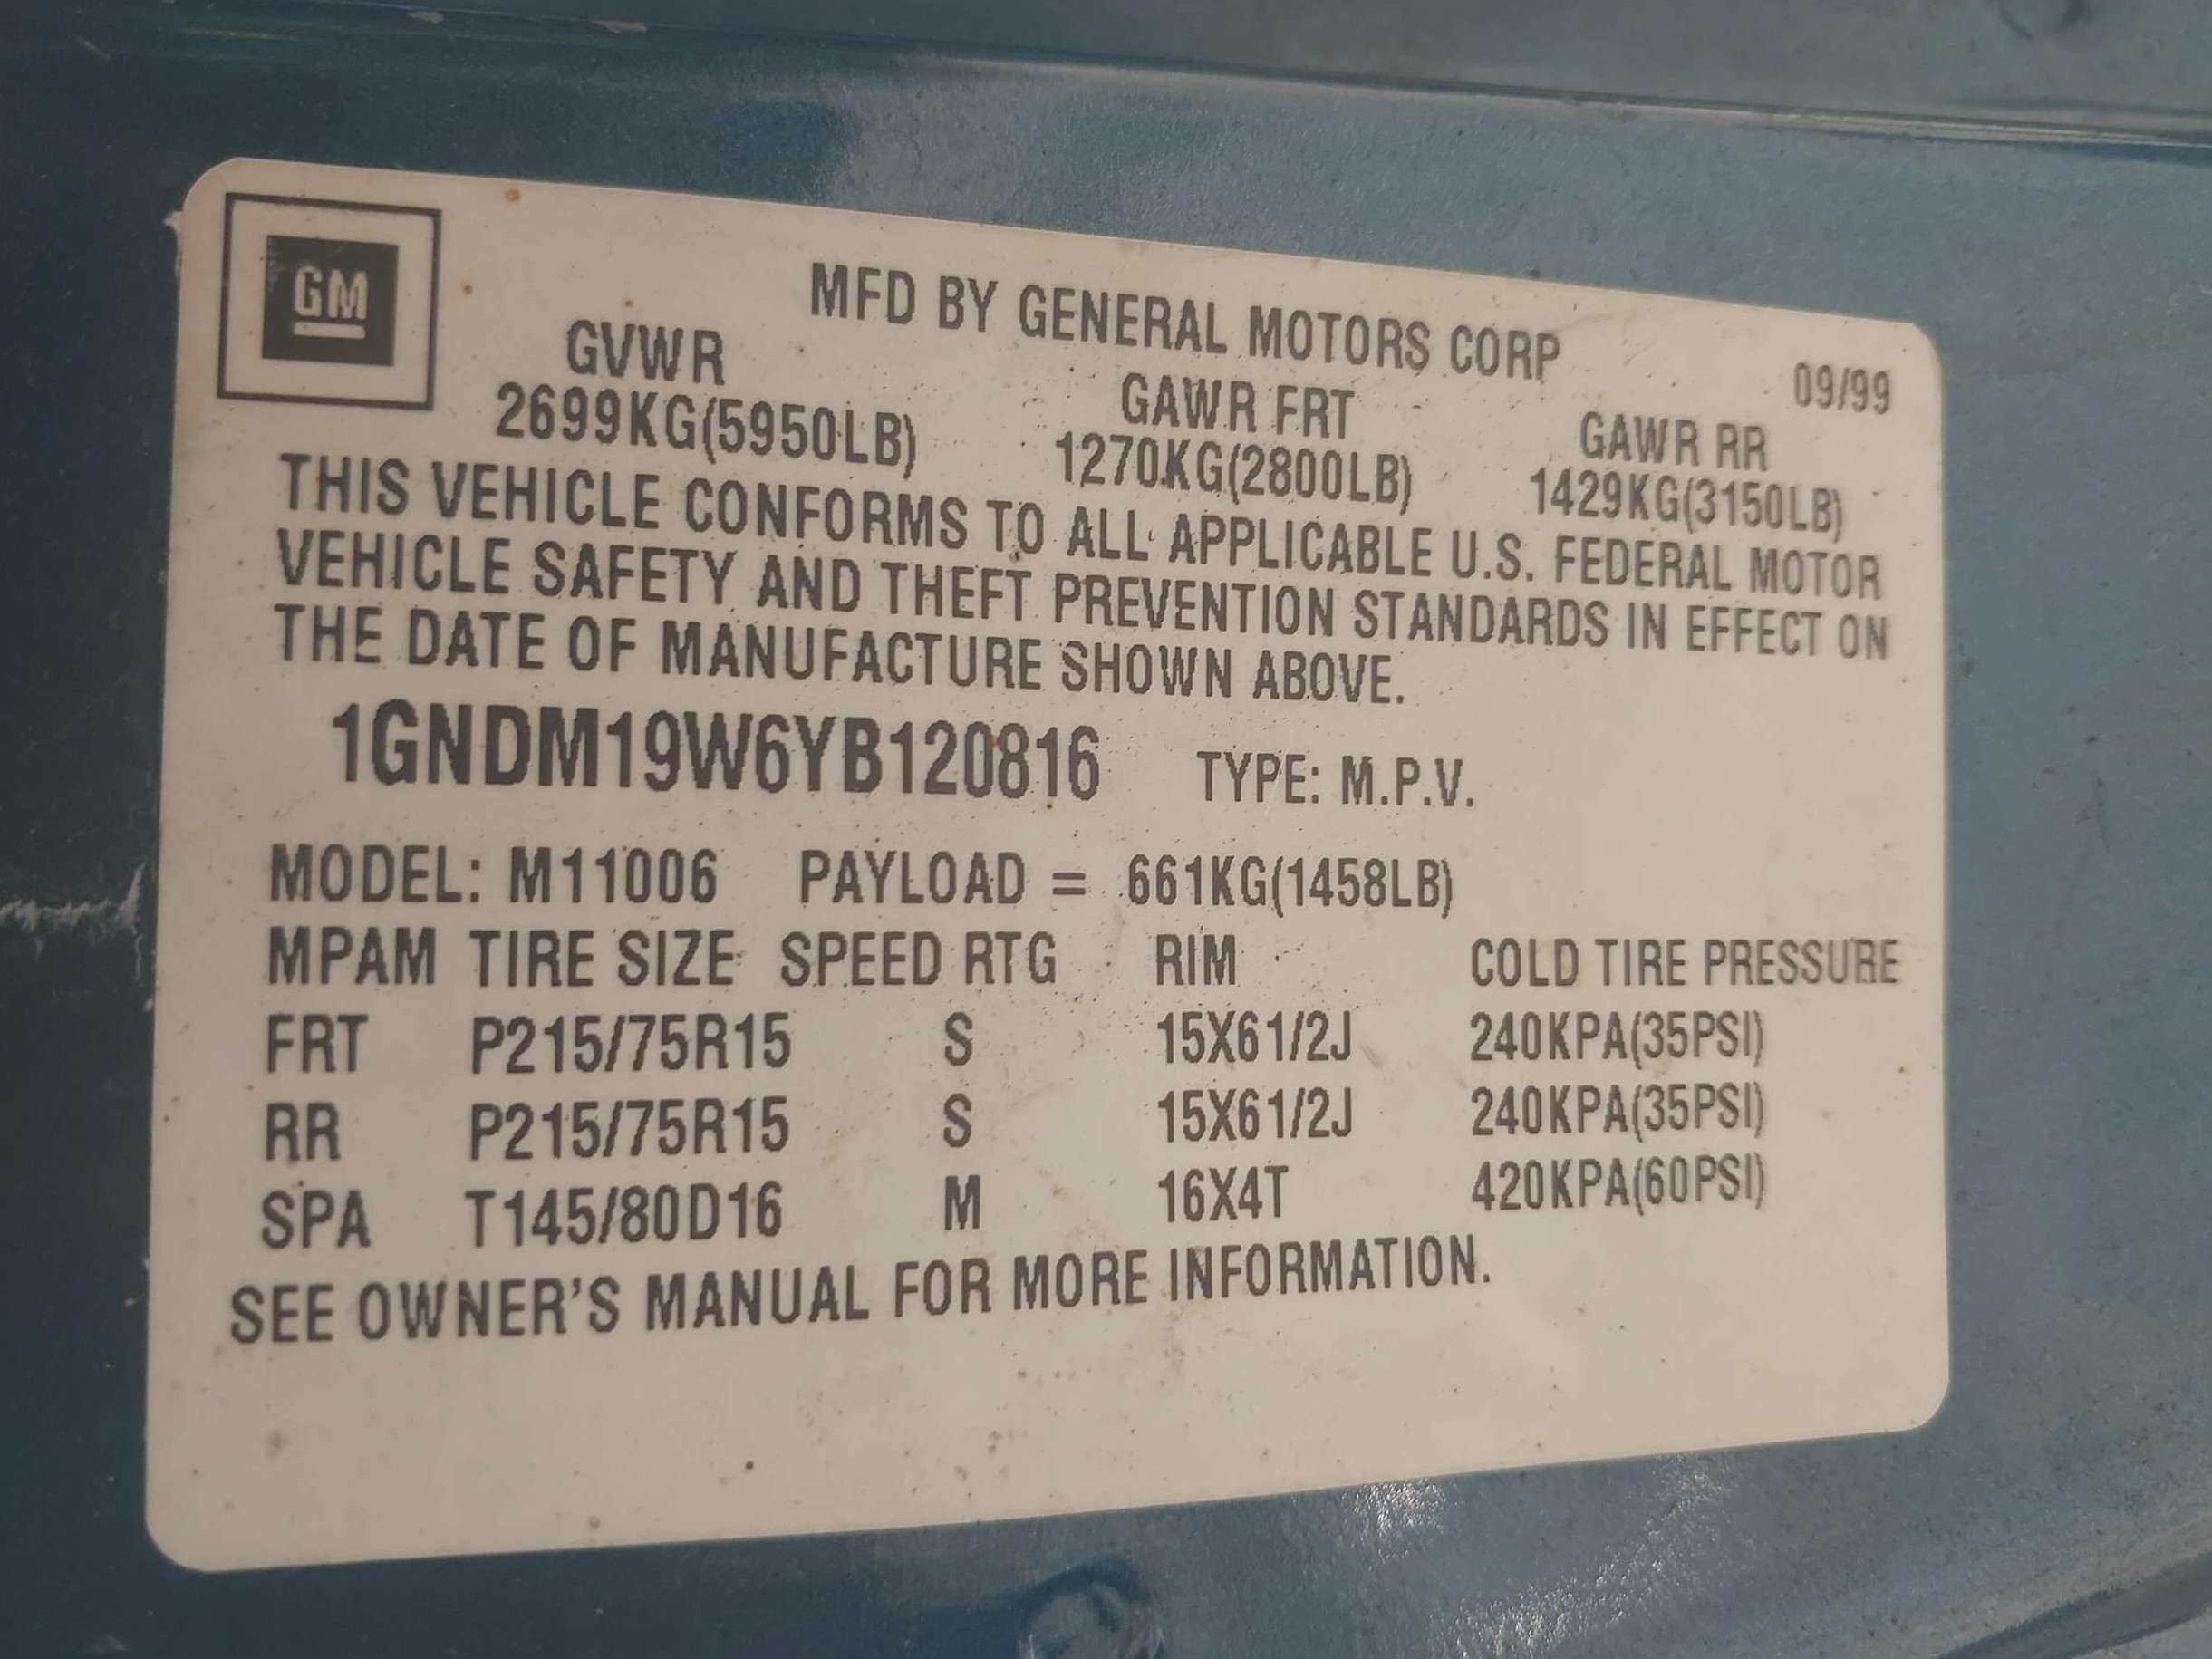 GM
MFD BY GENERAL MOTORS CORP
09/99
GVWR GAWR FRT GAWR RR
2699KG(5950LB) 1270KG(2800LB) 1429KG(3150LB)
THIS VEHICLE CONFORMS TO ALL APPLICABLE U.S. FEDERAL MOTOR
VEHICLE SAFETY AND THEFT PREVENTION STANDARDS IN EFFECT ON
THE DATE OF MANUFACTURE SHOWN ABOVE.
1GNDM19W6YB120816 TYPE: M.P.V.
MODEL: M11006 PAYLOAD = 661KG(1458LB)
MPAM TIRE SIZE SPEED RTG RIM COLD TIRE PRESSURE
FRT P215/75R15 S 15X61/2J 240KPA(35PSI)
RR P215/75R15 S 15X61/2J 240KPA(35PSI)
SPA T145/80D16 M 16X4T 420KPA(60PSI)
SEE OWNER'S MANUAL FOR MORE INFORMATION.